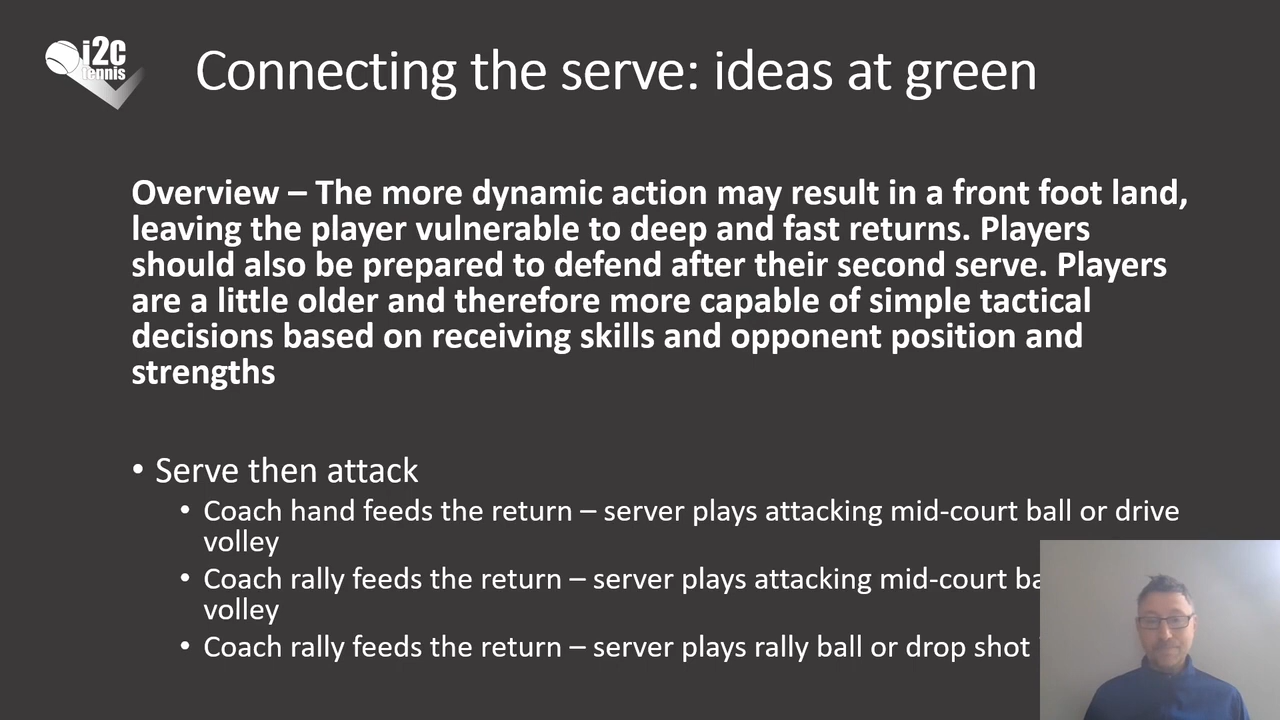 i2c
tennis
Connecting the serve: ideas at green
Overview – The more dynamic action may result in a front foot land,
leaving the player vulnerable to deep and fast returns. Players
should also be prepared to defend after their second serve. Players
are a little older and therefore more capable of simple tactical
decisions based on receiving skills and opponent position and
strengths
• Serve then attack
• Coach hand feeds the return – server plays attacking mid-court ball or drive
volley
• Coach rally feeds the return – server plays attacking mid-court
volley
• Coach rally feeds the return – server plays rally ball or drop shot